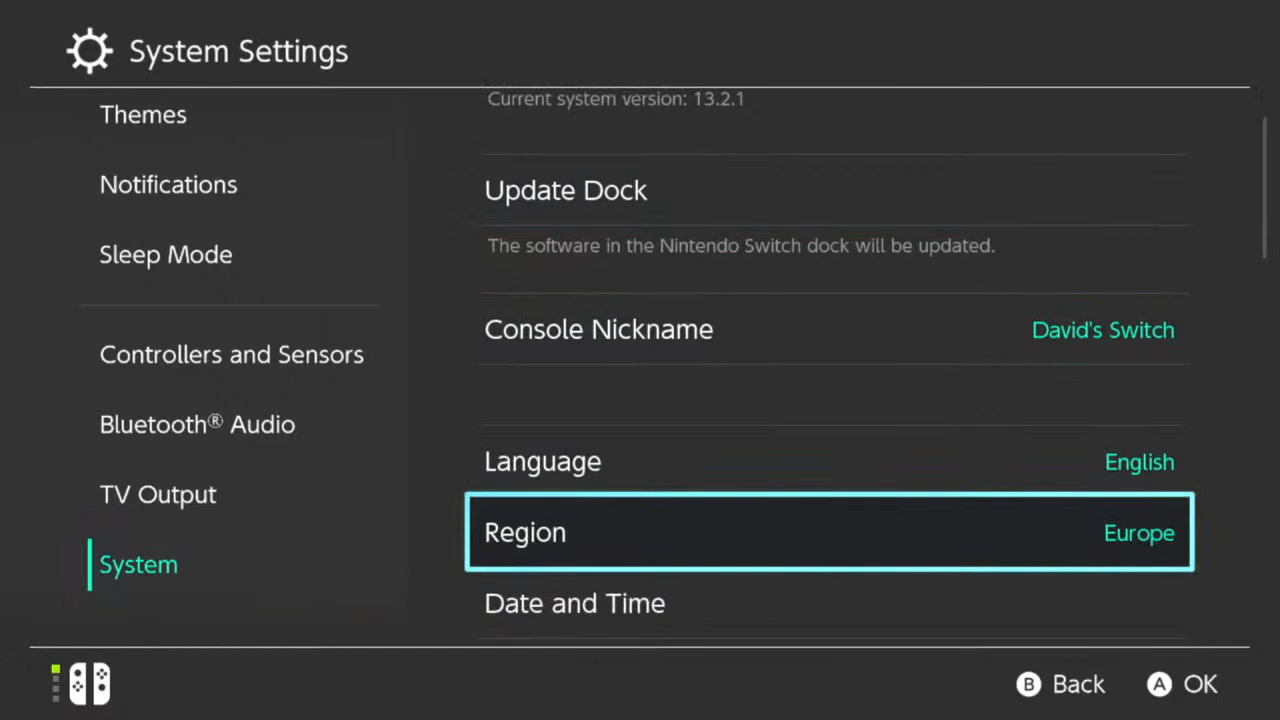 System Settings
Themes
Notifications
Sleep Mode
Controllers and Sensors
Bluetooth® Audio
TV Output
System
Current system version: 13.2.1
Update Dock
The software in the Nintendo Switch dock will be updated.
Console Nickname David's Switch
Language English
Region Europe
Date and Time
B Back A OK